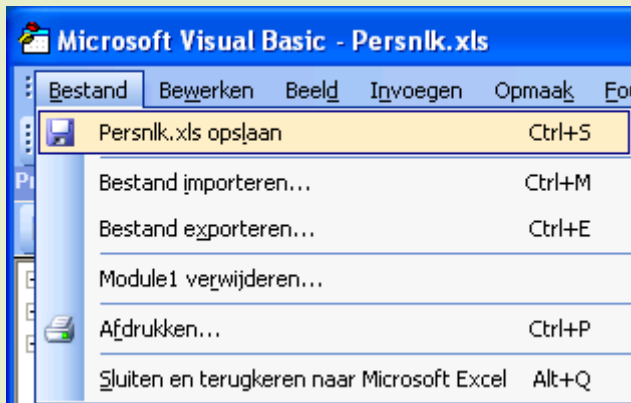 Microsoft Visual Basic - Persnlk.xls
Bestand Bewerken Beeld Invoegen Opmaak
Persnlk.xls opslaan Ctrl+S
Bestand importeren... Ctrl+M
Bestand exporteren... Ctrl+E
Module1 verwijderen...
Afdrukken... Ctrl+P
Sluiten en terugkeren naar Microsoft Excel Alt+Q